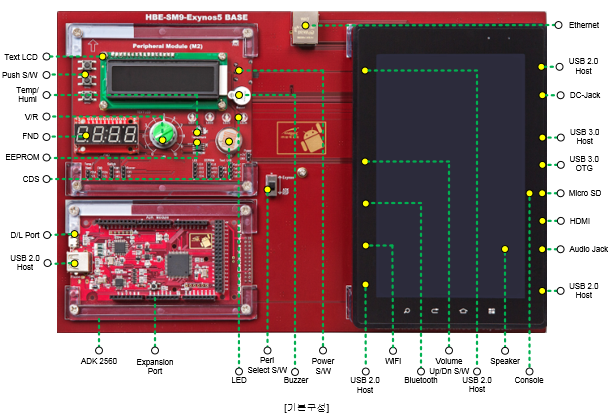 HBE-SM9-Exynos5 BASE
Peripheral Module (M2)
Text LCD
Push S/W
Temp/
Humi
V/R
FND
EEPROM
CDS
D/L Port
USB 2.0
Host
Ethernet
USB 2.0
Host
DC-Jack
USB 3.0
Host
USB 3.0
OTG
Micro SD
HDMI
Audio Jack
USB 2.0
Host
ADK 2560
Expansion
Port
LED
Peri
Select S/W
Buzzer
Power
S/W
USB 2.0
Host
WIFI
Bluetooth
Volume
Up/Dn S/W
USB 2.0
Host
Speaker
Console
[기본구성]